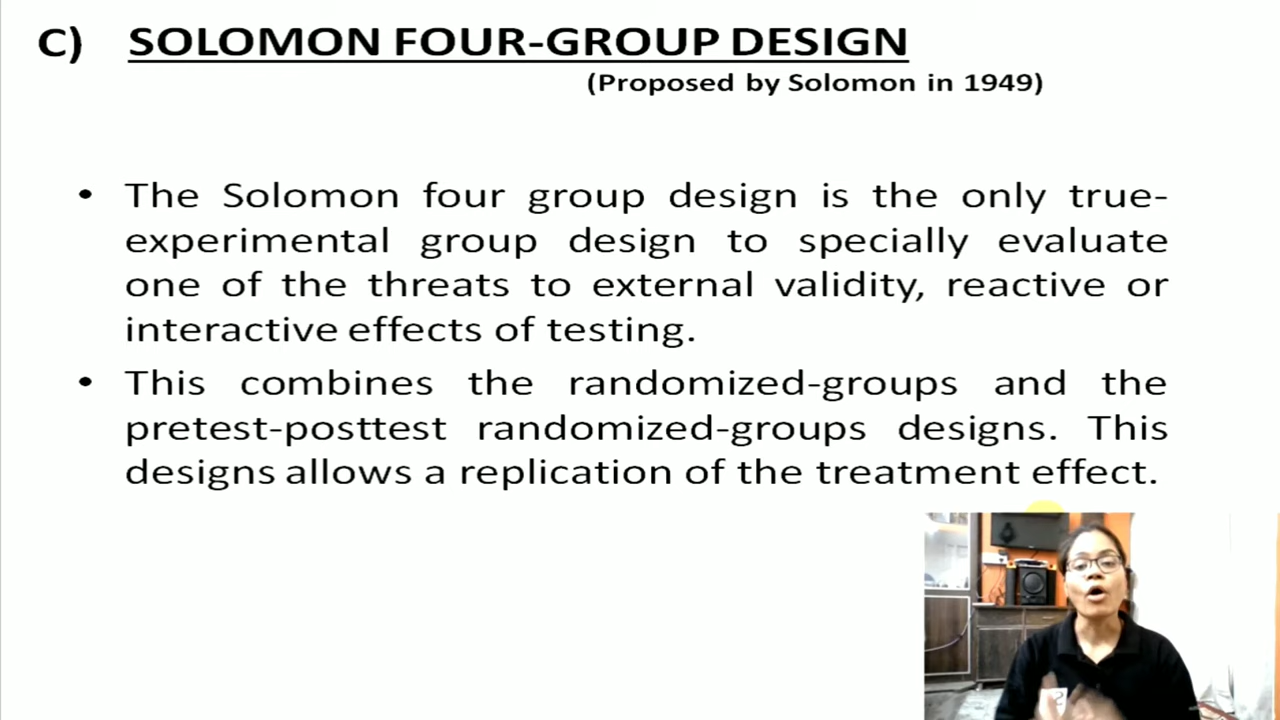 C) SOLOMON FOUR-GROUP DESIGN
(Proposed by Solomon in 1949)
• The Solomon four group design is the only true-
experimental group design to specially evaluate
one of the threats to external validity, reactive or
interactive effects of testing.
• This combines the randomized-groups and the
pretest-posttest randomized-groups designs. This
designs allows a replication of the treatment effect.